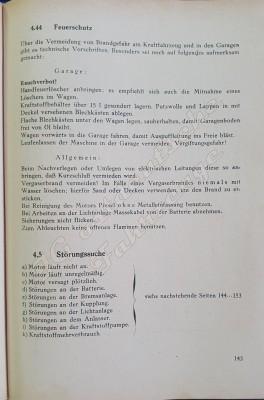 4.44 Feuerschutz
Über die Vermeidung von Brandgefahr am Kraftfahrzeug und in den Garagen
gibt es technische Vorschriften. Besonders sei noch auf folgendes aufmerksam
gemacht:
Garage:
Rauchverbot!
Handfeuerlöscher anbringen; es empfiehlt sich auch die Mitnahme eines
Löschers im Wagen.
Kraftstoffbehälter über 15 l gesondert lagern. Putzwolle und Lappen in mit
Deckel versehenen Blechkästen ablegen.
flache Blechkästen unter den Wagen legen, sauberhalten, damit Garagenboden
frei von Öl bleibt.
Wagen vorwärts in die Garage fahren, damit Auspuffleitung im Freie bläst.
Laufenlassen der Maschine in der Garage vermeiden. Vergiftungsgefahr!
Allgemein:
Beim Nachverlegen oder Umlegen von elektrischen Leitungen diese so an-
bringen, daß Kurzschluß vermieden wird.
Vergaserbrand vermeiden! Im Falle eines Vergaserbrandes niemals mit
Wasser löschen; hierfür Sand oder Decken verwenden, um den Brand zu er-
sticken.
Bei Reinigung des Motors Pinsel ohne Metalleinfassung benutzen.
Bei Arbeiten an der Lichtanlage Massekabel von der Batterie abnehmen.
Sicherungen nicht flicken.
Zum Ableuchten keine offenen Flammen benutzen.
4.5 Störungssuche
a) Motor läuft nicht an.
b) Motor läuft unregelmäßig.
c) Motor versagt plötzlich.
d) Störungen an der Batterie.
e) Störungen an der Bremsanlage.
f) Störungen an der Kupplung.
g) Störungen an der Lichtanlage
h) Störungen an dem Anlasser.
i) Störungen an der Kraftstoffpumpe.
k) Kraftstoffmehrverbrauch
siehe nachstehende Seiten 144...153
143